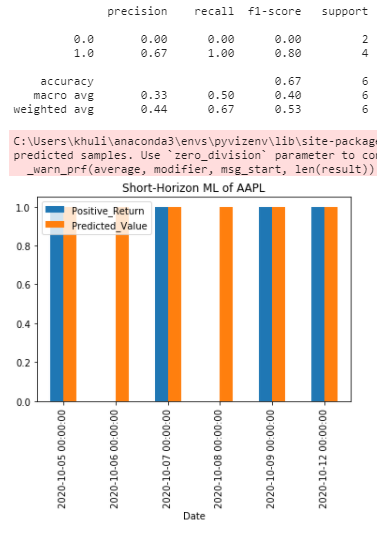 precision recall f1-score support
0.0 0.00 0.00 0.00 2
1.0 0.67 1.00 0.80 4
accuracy 0.67 6
macro avg 0.33 0.50 0.40 6
weighted avg 0.44 0.67 0.53 6
C:\Users\khuli\anaconda3\envs\pyvizenv\lib\site-package
predicted samples. Use `zero_division` parameter to con
_warn_prf(average, modifier, msg_start, len(result))
Short-Horizon ML of AAPL
Positive_Return
Predicted_Value
1.0
0.8
0.6
0.4
0.2
0.0
2020-10-05 00:00:00
2020-10-06 00:00:00
2020-10-07 00:00:00
2020-10-08 00:00:00
2020-10-09 00:00:00
2020-10-12 00:00:00
Date